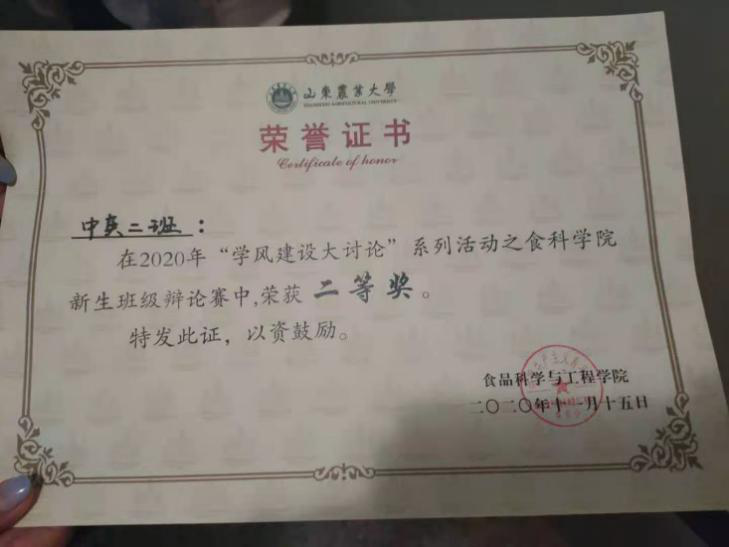 山東農業大學
SHANDONG AGRICULTURAL UNIVERSITY
荣誉证书
Certificate of honor
中英二班：
在2020年“学风建设大讨论”系列活动之食科学院
新生班级辩论赛中,荣获 二等奖。
特发此证，以资鼓励。
食品科学与工程学院
二〇二〇年十一月十五日